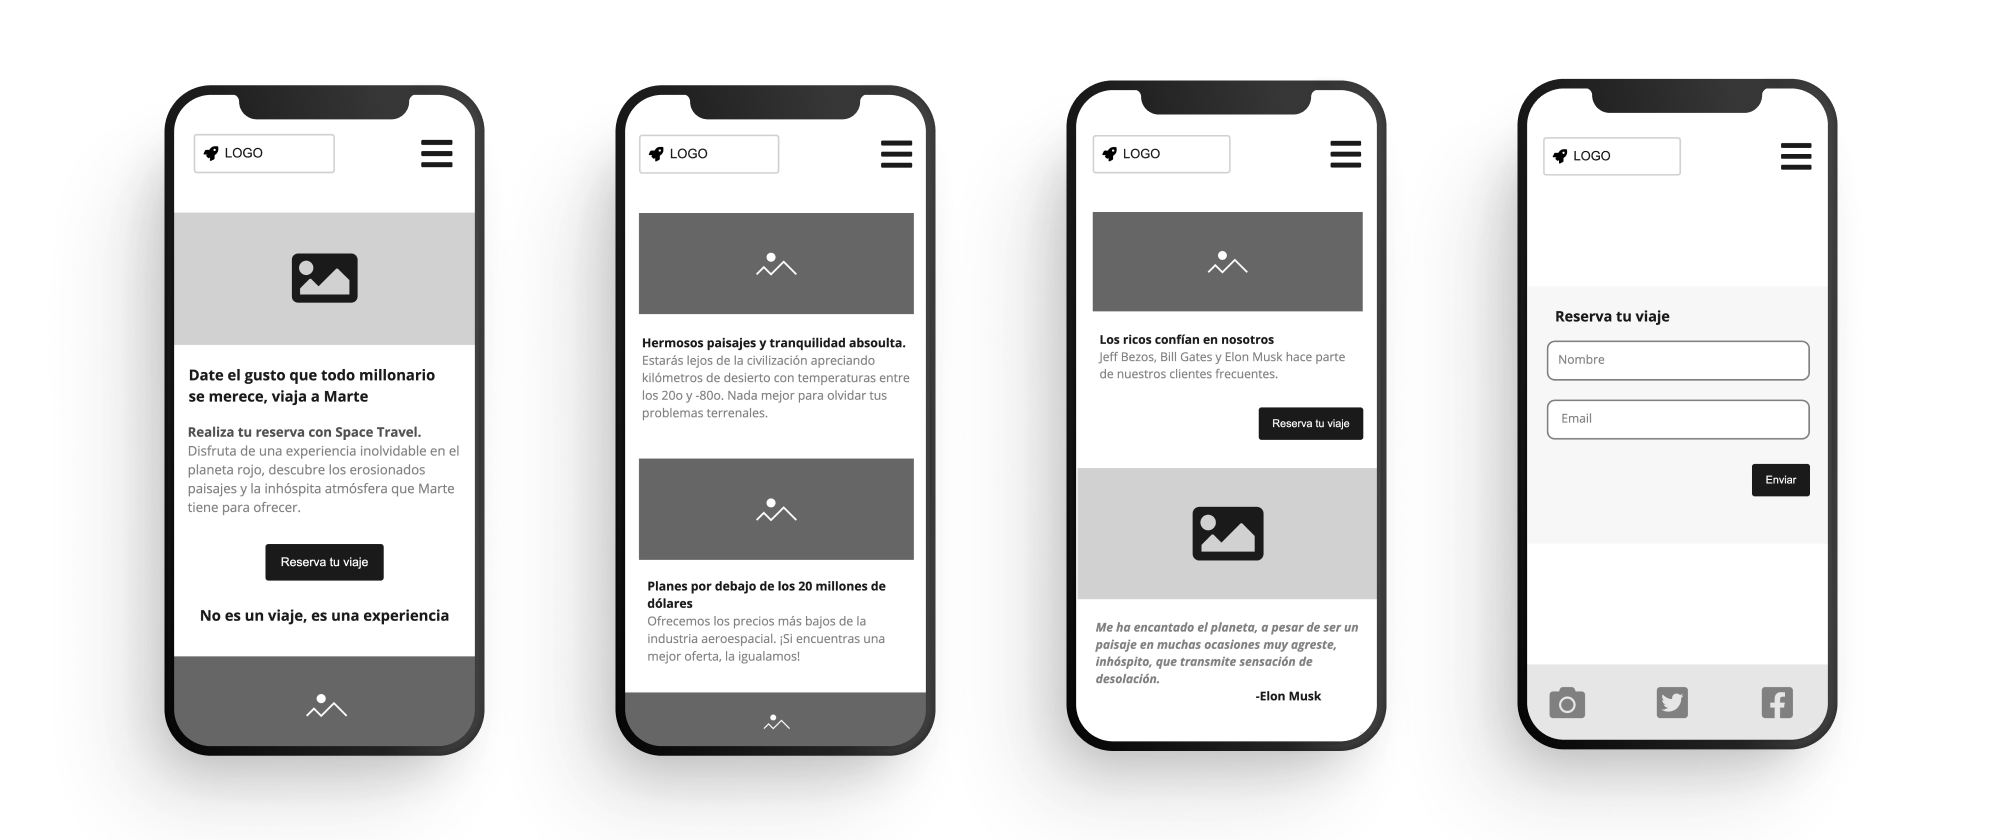 LOGO
Date el gusto que todo millonario
se merece, viaja a Marte
Realiza tu reserva con Space Travel.
Disfruta de una experiencia inolvidable en el
planeta rojo, descubre los erosionados
paisajes y la inhóspita atmósfera que Marte
tiene para ofrecer.
Reserva tu viaje
No es un viaje, es una experiencia
LOGO
Hermosos paisajes y tranquilidad absoulta.
Estarás lejos de la civilización apreciando
kilómetros de desierto con temperaturas entre
los 20o y -80o. Nada mejor para olvidar tus
problemas terrenales.
Planes por debajo de los 20 millones de
dólares
Ofrecemos los precios más bajos de la
industria aeroespacial. ¡Si encuentras una
mejor oferta, la igualamos!
LOGO
Los ricos confían en nosotros
Jeff Bezos, Bill Gates y Elon Musk hace parte
de nuestros clientes frecuentes.
Reserva tu viaje
Me ha encantado el planeta, a pesar de ser un
paisaje en muchas ocasiones muy agreste,
inhóspito, que transmite sensación de
desolación.
-Elon Musk
LOGO
Reserva tu viaje
Nombre
Email
Enviar